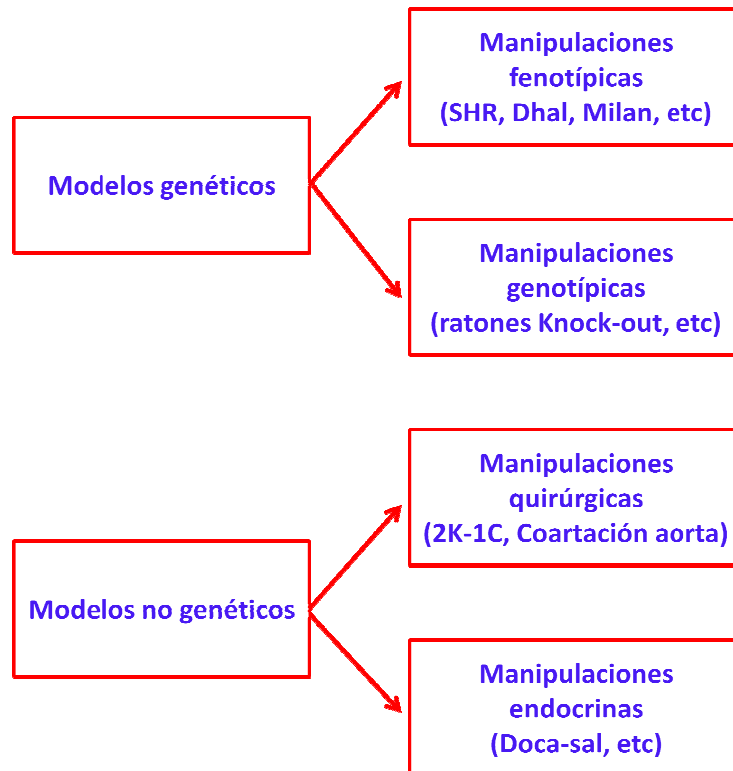 Manipulaciones
fenotípicas
(SHR, Dhal, Milan, etc)
Modelos genéticos
Manipulaciones
genotípicas
(ratones Knock-out, etc)
Manipulaciones
quirúrgicas
(2K-1C, Coartación aorta)
Modelos no genéticos
Manipulaciones
endocrinas
(Doca-sal, etc)